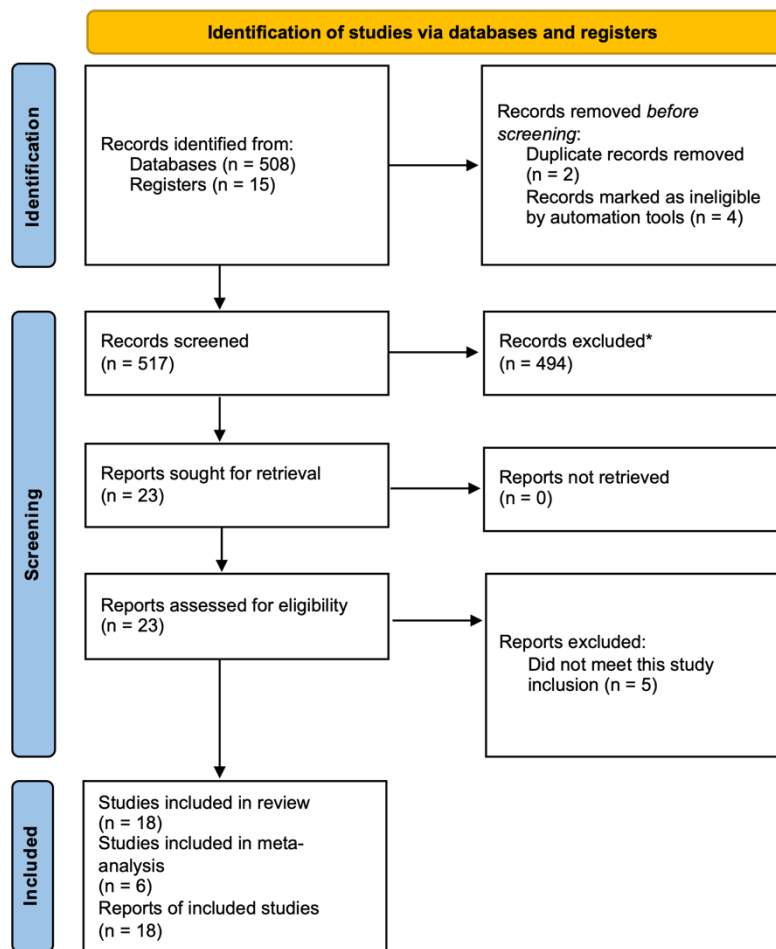 Identification of studies via databases and registers
Identification
Records identified from:
Databases (n = 508)
Registers (n = 15)
Records removed before
screening:
Duplicate records removed
(n = 2)
Records marked as ineligible
by automation tools (n = 4)
Screening
Records screened
(n = 517)
Records excluded*
(n = 494)
Reports sought for retrieval
(n = 23)
Reports not retrieved
(n = 0)
Reports assessed for eligibility
(n = 23)
Reports excluded:
Did not meet this study
inclusion (n = 5)
Included
Studies included in review
(n = 18)
Studies included in meta-
analysis
(n = 6)
Reports of included studies
(n = 18)